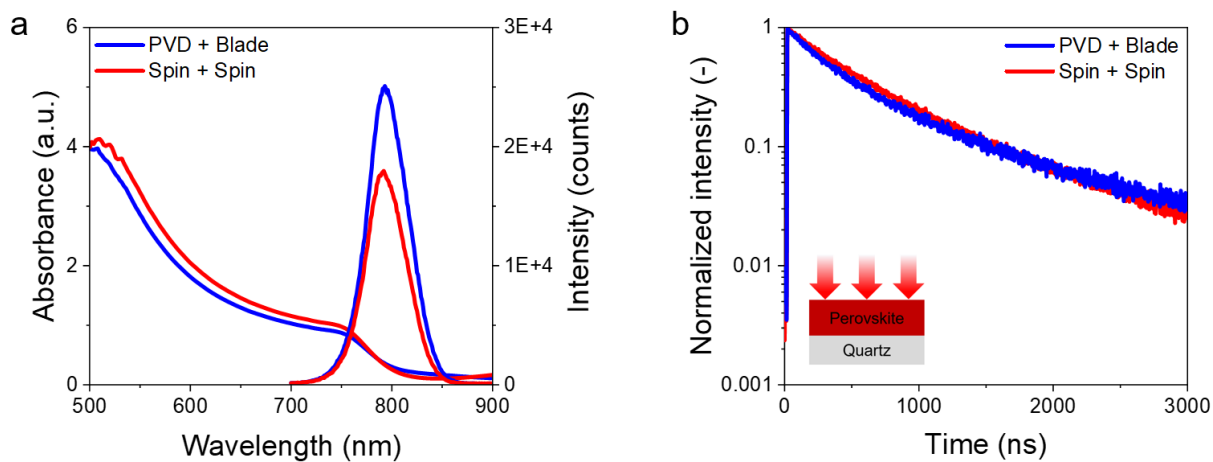 a
PVD + Blade
Spin + Spin
Absorbance (a.u.)
6
4
2
0
3E+4
2E+4
1E+4
0
Intensity (counts)
500 600 700 800 900
Wavelength (nm)
b
PVD + Blade
Spin + Spin
Normalized intensity (-)
1
0.1
0.01
0.001
Perovskite
Quartz
0 1000 2000 3000
Time (ns)